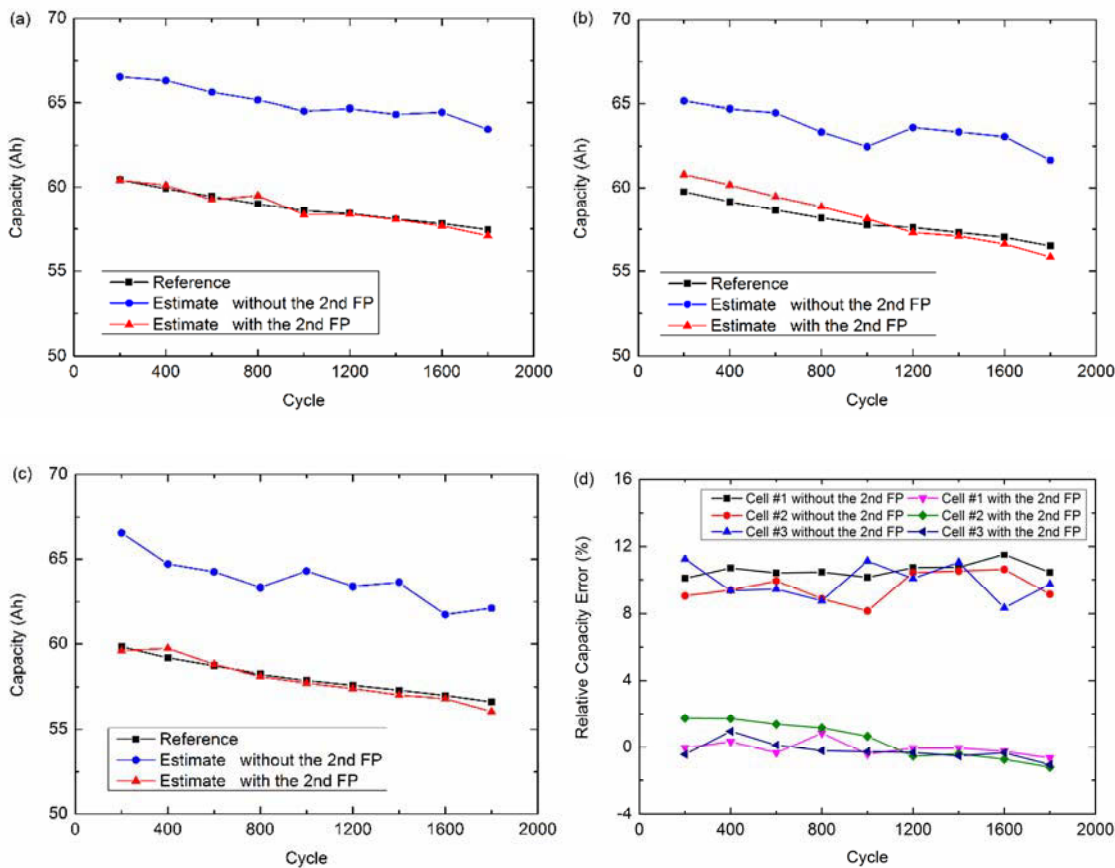 (a)
70
65
60
55
50
Capacity (Ah)
Reference
Estimate without the 2nd FP
Estimate with the 2nd FP
0 400 800 1200 1600 2000
Cycle
(b)
70
65
60
55
50
Capacity (Ah)
Reference
Estimate without the 2nd FP
Estimate with the 2nd FP
0 400 800 1200 1600 2000
Cycle
(c)
70
65
60
55
50
Capacity (Ah)
Reference
Estimate without the 2nd FP
Estimate with the 2nd FP
0 400 800 1200 1600 2000
Cycle
(d)
16
12
8
4
0
-4
Relative Capacity Error (%)
Cell #1 without the 2nd FP Cell #1 with the 2nd FP
Cell #2 without the 2nd FP Cell #2 with the 2nd FP
Cell #3 without the 2nd FP Cell #3 with the 2nd FP
0 400 800 1200 1600 2000
Cycle